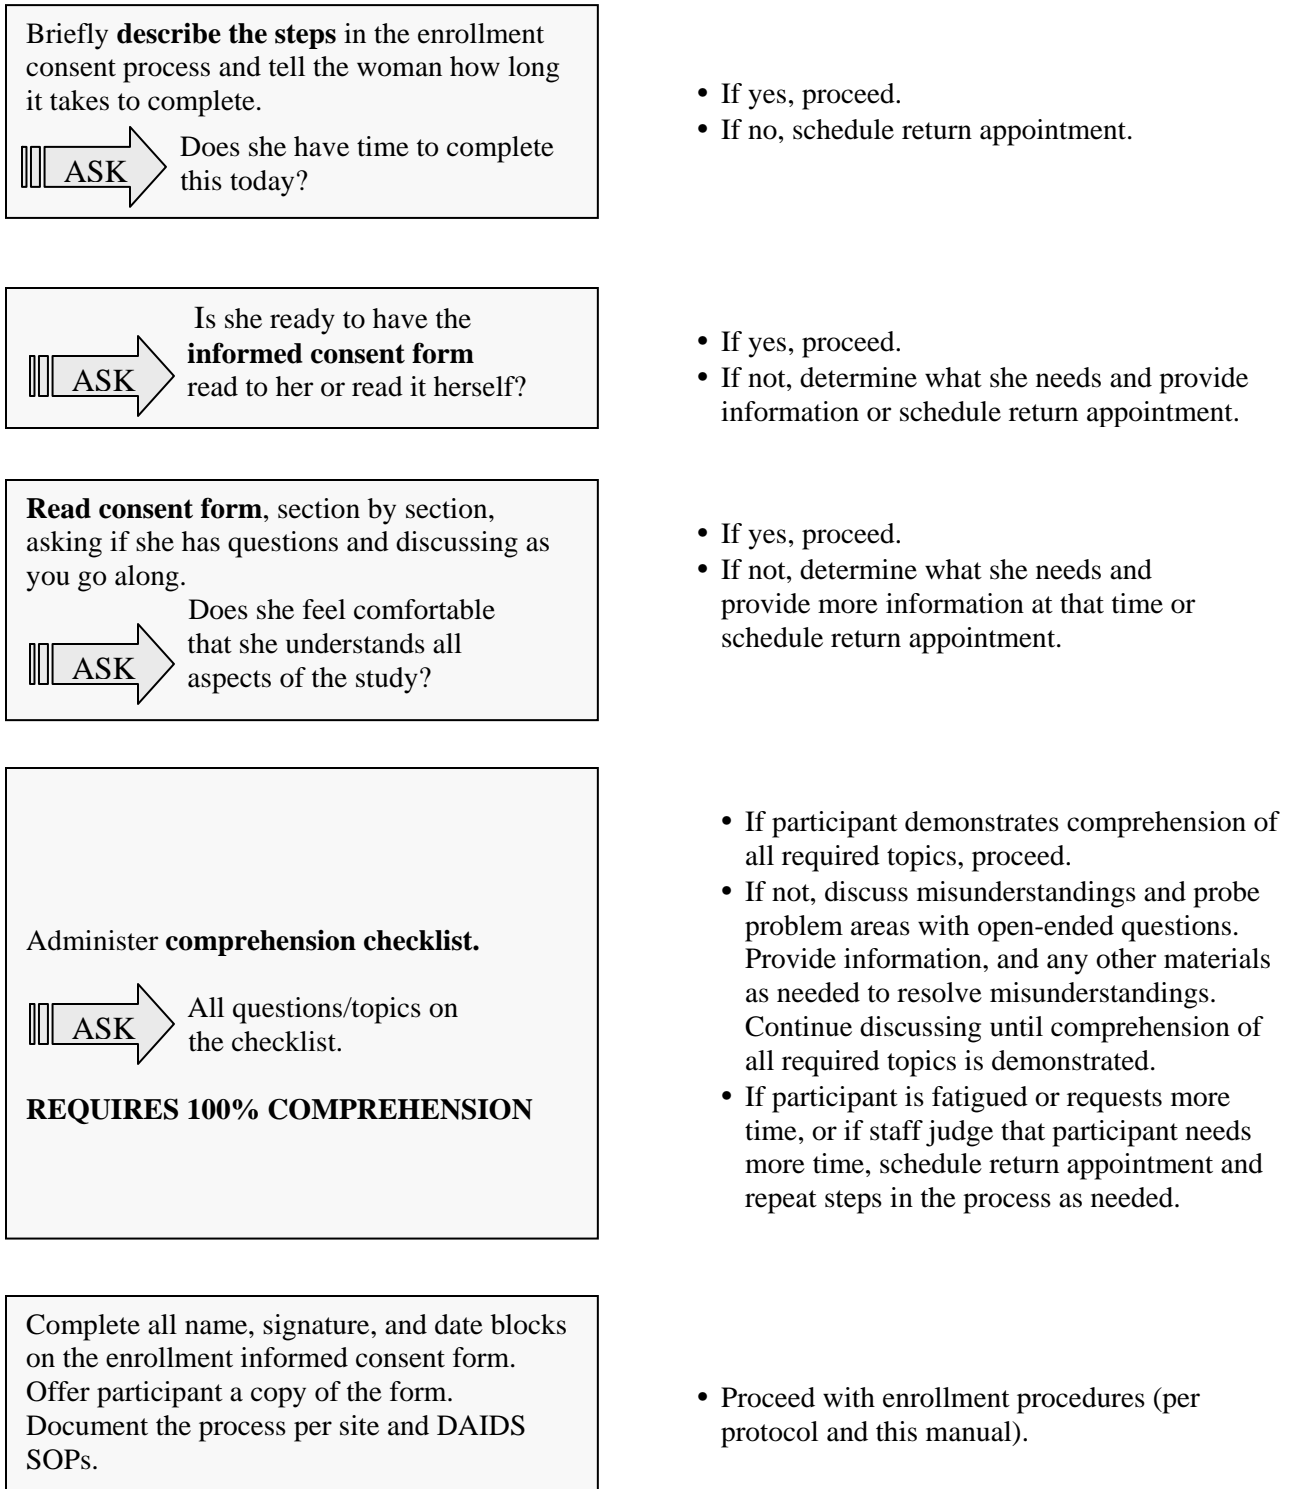 Briefly describe the steps in the enrollment
consent process and tell the woman how long
it takes to complete.
ASK
Does she have time to complete
this today?
• If yes, proceed.
• If no, schedule return appointment.
Is she ready to have the
informed consent form
read to her or read it herself?
ASK
• If yes, proceed.
• If not, determine what she needs and provide
information or schedule return appointment.
Read consent form, section by section,
asking if she has questions and discussing as
you go along.
Does she feel comfortable
that she understands all
aspects of the study?
ASK
• If yes, proceed.
• If not, determine what she needs and
provide more information at that time or
schedule return appointment.
Administer comprehension checklist.
ASK
All questions/topics on
the checklist.
REQUIRES 100% COMPREHENSION
• If participant demonstrates comprehension of
all required topics, proceed.
• If not, discuss misunderstandings and probe
problem areas with open-ended questions.
Provide information, and any other materials
as needed to resolve misunderstandings.
Continue discussing until comprehension of
all required topics is demonstrated.
• If participant is fatigued or requests more
time, or if staff judge that participant needs
more time, schedule return appointment and
repeat steps in the process as needed.
Complete all name, signature, and date blocks
on the enrollment informed consent form.
Offer participant a copy of the form.
Document the process per site and DAIDS
SOPs.
• Proceed with enrollment procedures (per
protocol and this manual).